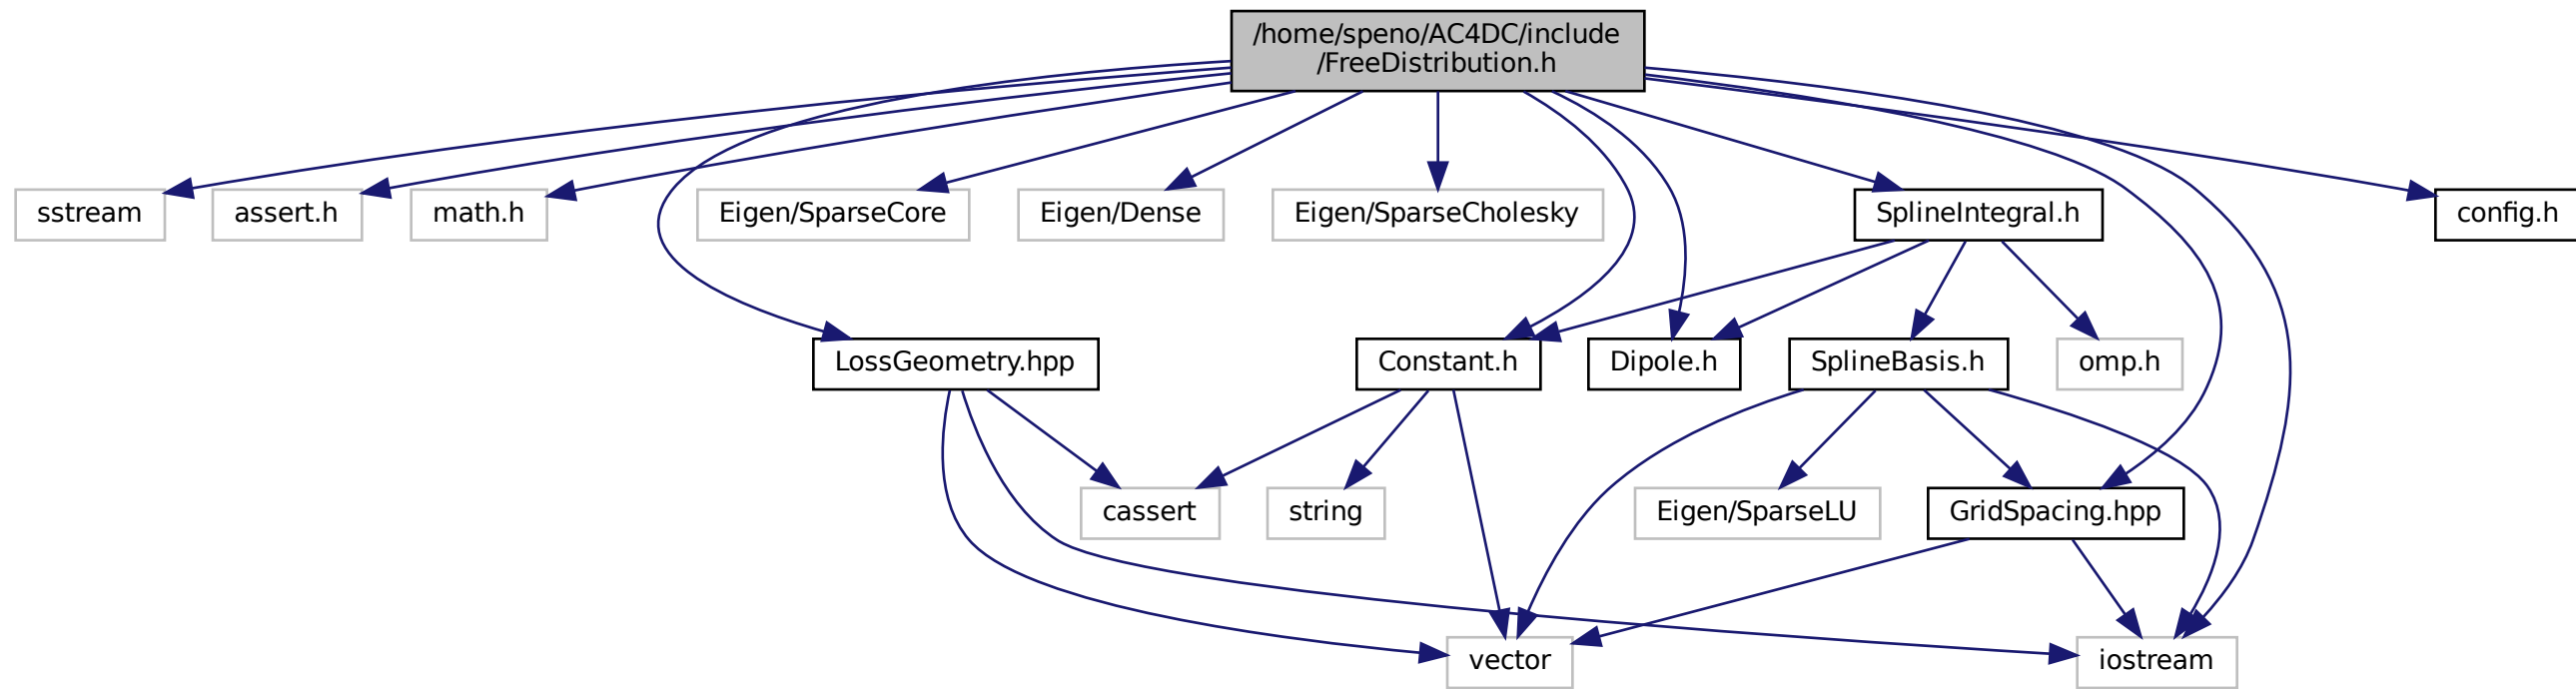 /home/speno/AC4DC/include
/FreeDistribution.h
sstream
assert.h
math.h
Eigen/SparseCore
Eigen/Dense
Eigen/SparseCholesky
SplineIntegral.h
config.h
LossGeometry.hpp
Constant.h
Dipole.h
SplineBasis.h
omp.h
cassert
string
Eigen/SparseLU
GridSpacing.hpp
vector
iostream